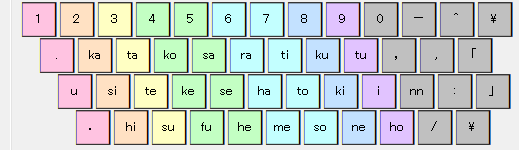 1 2 3 4 5 6 7 8 9 0 ー ^ ¥
. ka ta ko sa ra ti ku tu , , 「
u si te ke se ha to ki i nn : 」
. hi su fu he me so ne ho / ¥